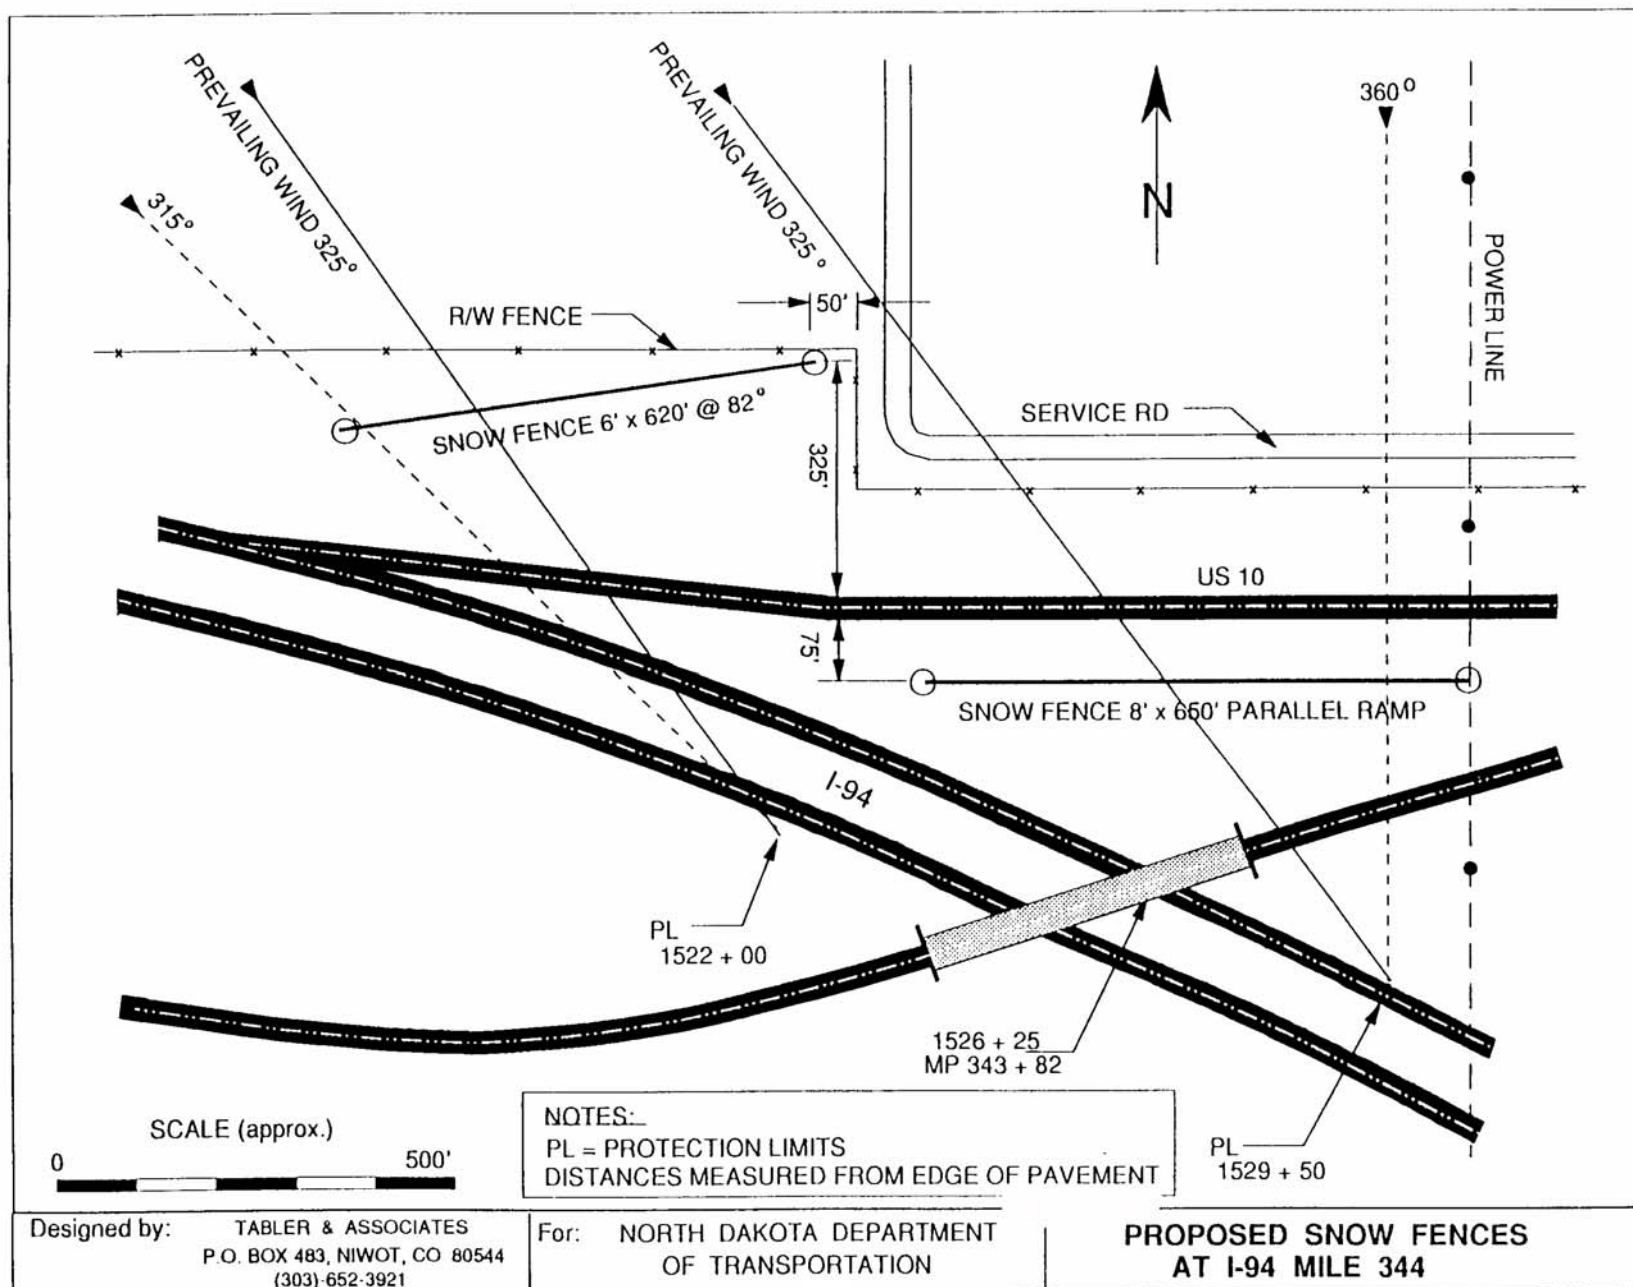 PREVAILING WIND 325°
PREVAILING WIND 325°
315°
360°
N
POWER LINE
50'
R/W FENCE
SNOW FENCE 6' x 620' @ 82°
SERVICE RD
325'
US 10
75'
SNOW FENCE 8' x 650' PARALLEL RAMP
I-94
PL
1522 + 00
1526 + 25
MP 343 + 82
PL
1529 + 50
SCALE (approx.)
0 500'
NOTES:
PL = PROTECTION LIMITS
DISTANCES MEASURED FROM EDGE OF PAVEMENT
Designed by: TABLER & ASSOCIATES
P.O. BOX 483, NIWOT, CO 80544
(303)-652-3921
For: NORTH DAKOTA DEPARTMENT
OF TRANSPORTATION
PROPOSED SNOW FENCES
AT I-94 MILE 344